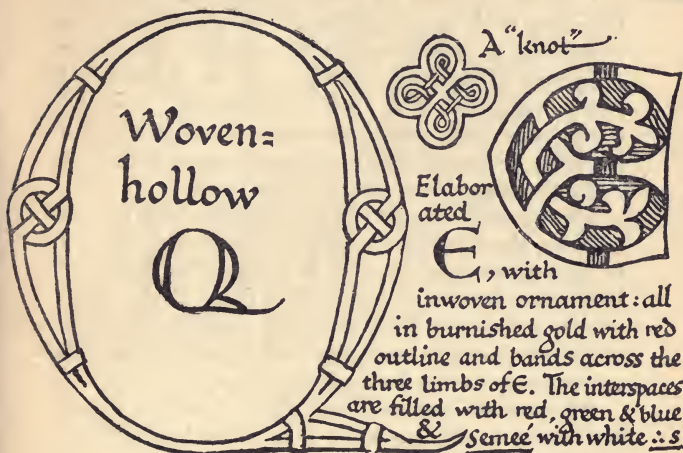 Woven=
hollow
Q
A "knot"
Elabor
ated
E, with
inwoven ornament: all
in burnished gold with red
outline and bands across the
three limbs of E. The interspaces
are filled with red, green & blue
& Semeé with white ∴ s